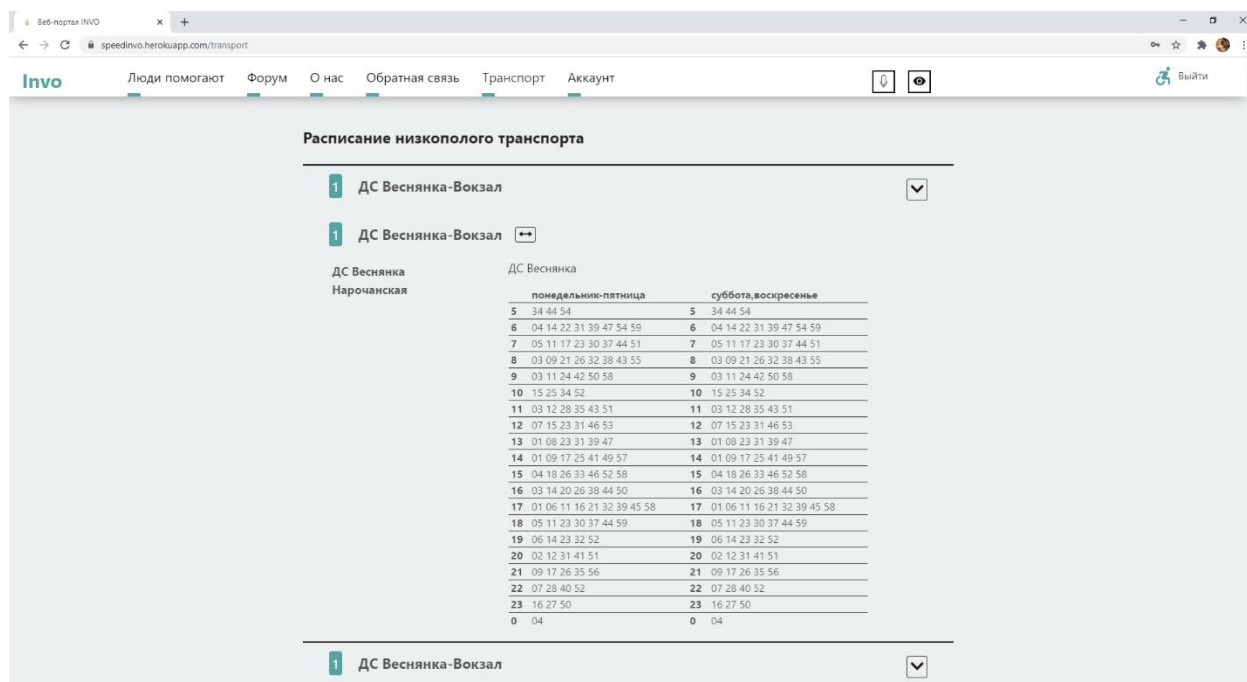 Веб-портал INVO
speedinvo.herokuapp.com/transport
Invo Люди помогают Форум О нас Обратная связь Транспорт Аккаунт Выйти
Расписание низкополого транспорта
1 ДС Веснянка-Вокзал
1 ДС Веснянка-Вокзал
ДС Веснянка
Нарочанская
ДС Веснянка
понедельник-пятница суббота,воскресенье
5 34 44 54 5 34 44 54
6 04 14 22 31 39 47 54 59 6 04 14 22 31 39 47 54 59
7 05 11 17 23 30 37 44 51 7 05 11 17 23 30 37 44 51
8 03 09 21 26 32 38 43 55 8 03 09 21 26 32 38 43 55
9 03 11 24 42 50 58 9 03 11 24 42 50 58
10 15 25 34 52 10 15 25 34 52
11 03 12 28 35 43 51 11 03 12 28 35 43 51
12 07 15 23 31 46 53 12 07 15 23 31 46 53
13 01 08 23 31 39 47 13 01 08 23 31 39 47
14 01 09 17 25 41 49 57 14 01 09 17 25 41 49 57
15 04 18 26 33 46 52 58 15 04 18 26 33 46 52 58
16 03 14 20 26 38 44 50 16 03 14 20 26 38 44 50
17 01 06 11 16 21 32 39 45 58 17 01 06 11 16 21 32 39 45 58
18 05 11 23 30 37 44 59 18 05 11 23 30 37 44 59
19 06 14 23 32 52 19 06 14 23 32 52
20 02 12 31 41 51 20 02 12 31 41 51
21 09 17 26 35 56 21 09 17 26 35 56
22 07 28 40 52 22 07 28 40 52
23 16 27 50 23 16 27 50
0 04 0 04
1 ДС Веснянка-Вокзал